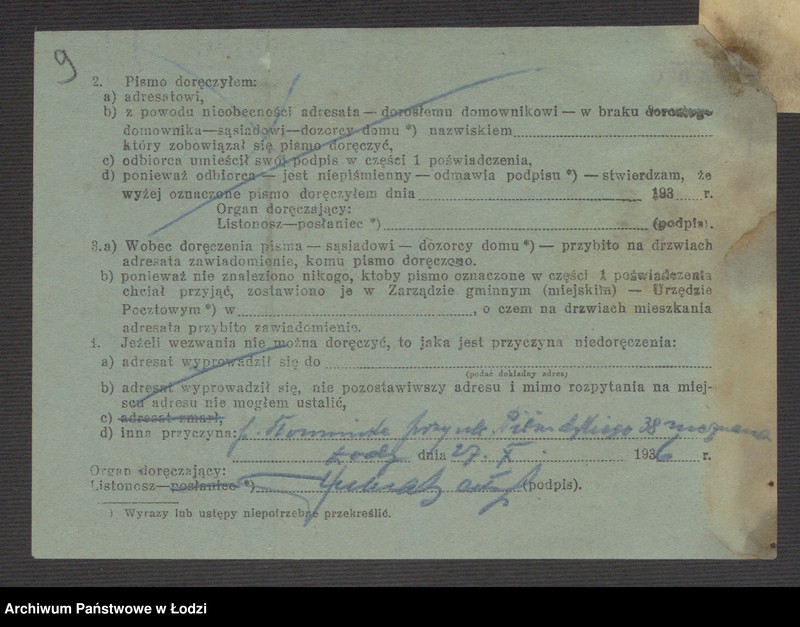 9
2. Pismo doręczyłem:
a) adresatowi,
b) z powodu nieobecności adresata — dorosłemu domownikowi — w braku dorosłego
domownika—sąsiadowi—dozorcy domu *) nazwiskiem
który zobowiązał się pismo doręczyć,
c) odbiorca umieścił swój podpis w części 1 poświadczenia,
d) ponieważ odbiorca — jest niepiśmienny — odmawia podpisu *) — stwierdzam, że
wyżej oznaczone pismo doręczyłem dnia 193 r.
Organ doręczający:
Listonosz—posłaniec *) (podpis).
3.a) Wobec doręczenia pisma — sąsiadowi — dozorcy domu *) — przybito na drzwiach
adresata zawiadomienie, komu pismo doręczono.
b) ponieważ nie znaleziono nikogo, ktoby pismo oznaczone w części 1 poświadczenia
chciał przyjąć, zostawiono je w Zarządzie gminnym (miejskim) — Urzędzie
Pocztowym *) w , o czem na drzwiach mieszkania
adresata przybito zawiadomienie.
4. Jeżeli wezwania nie można doręczyć, to jaka jest przyczyna niedoręczenia:
a) adresat wyprowadził się do
(podać dokładny adres)
b) adresat wyprowadził się, nie pozostawiwszy adresu i mimo rozpytania na miej-
scu adresu nie mogłem ustalić,
c) adresat zmarł,
d) inna przyczyna: przy ul. Piłsudskiego 38 nieznana
Łodz dnia 27. X 1936 r.
Organ doręczający:
Listonosz—posłaniec *) (podpis).
) Wyrazy lub ustępy niepotrzebne przekreślić.
Archiwum Państwowe w Łodzi